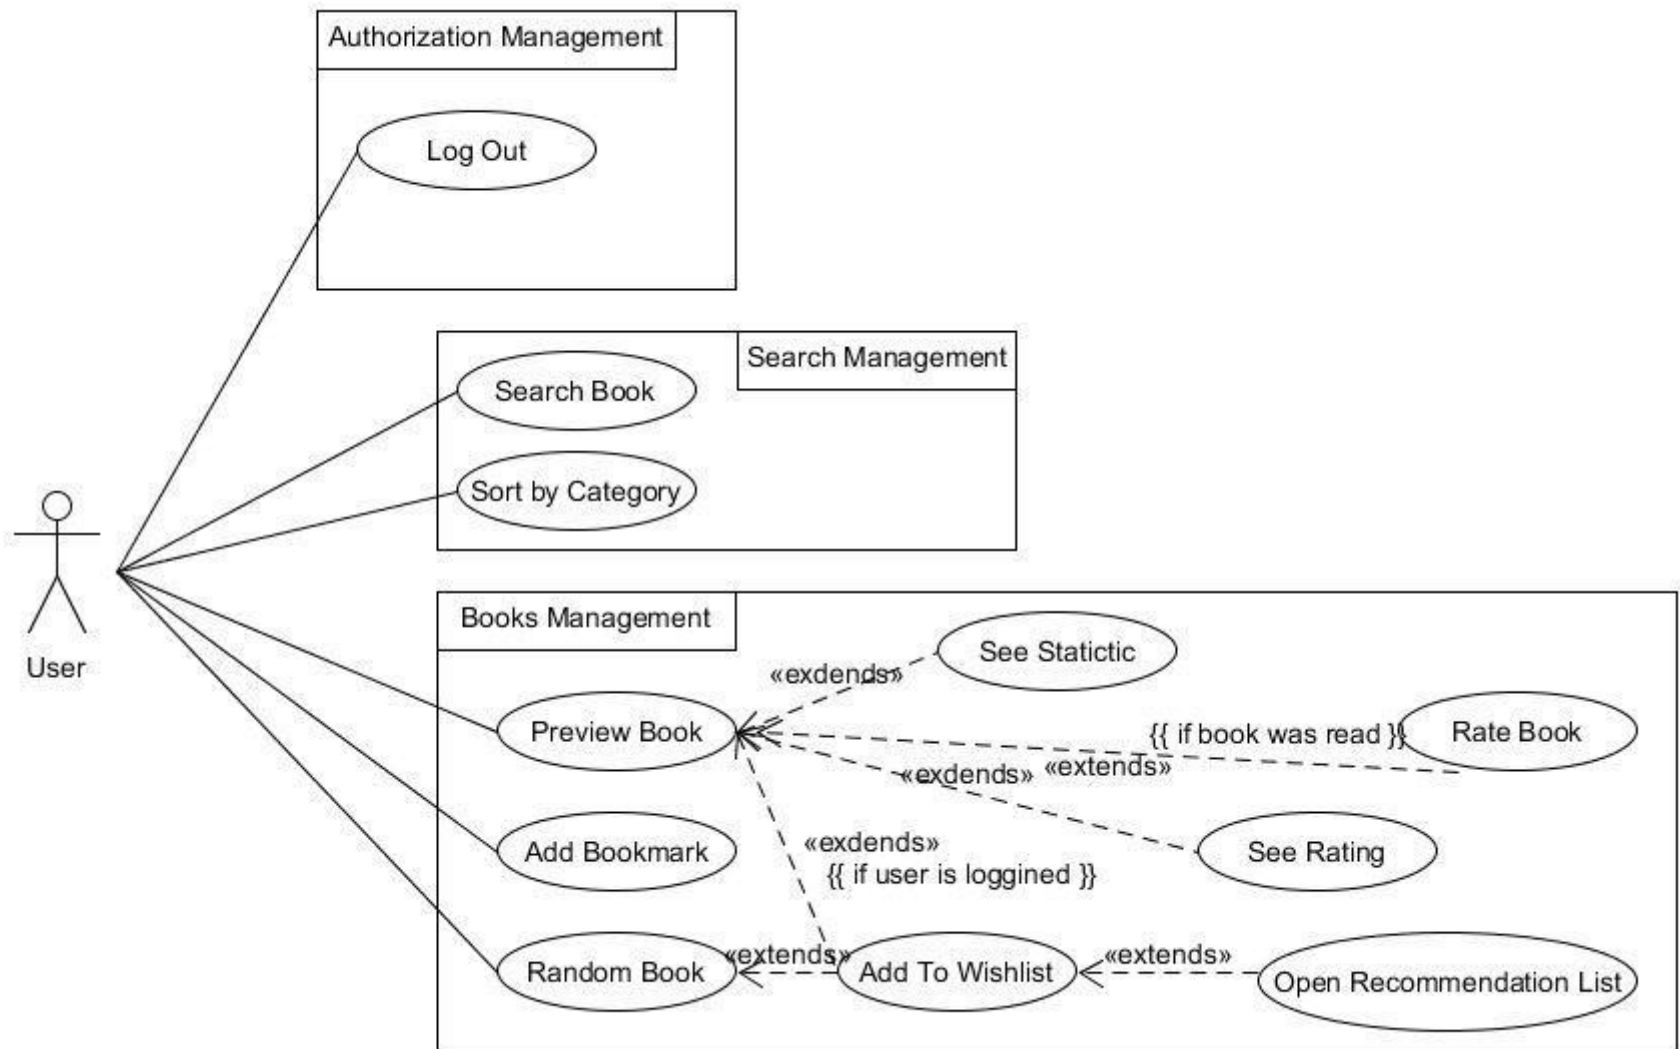 Authorization Management
Log Out
Search Management
Search Book
Sort by Category
User
Books Management
See Statictic
«exdends»
Preview Book
{{ if book was read }}
Rate Book
«exdends»
«extends»
Add Bookmark
«exdends»
{{ if user is loggined }}
See Rating
Random Book
«extends»
Add To Wishlist
«extends»
Open Recommendation List